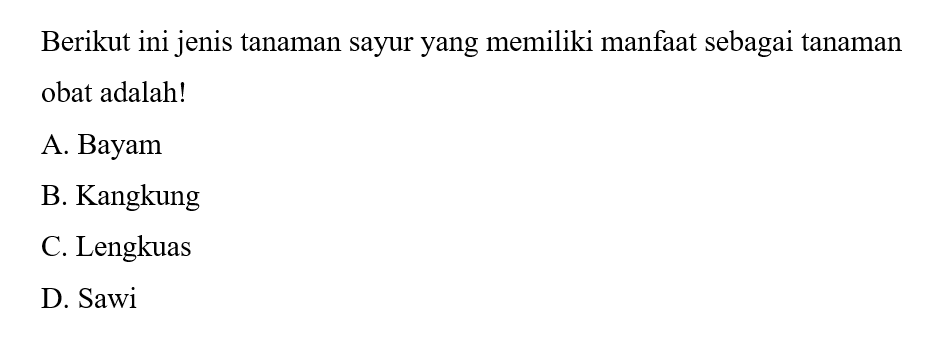 Berikut ini jenis tanaman sayur yang memiliki manfaat sebagai tanaman
obat adalah!
A. Bayam
B. Kangkung
C. Lengkuas
D. Sawi